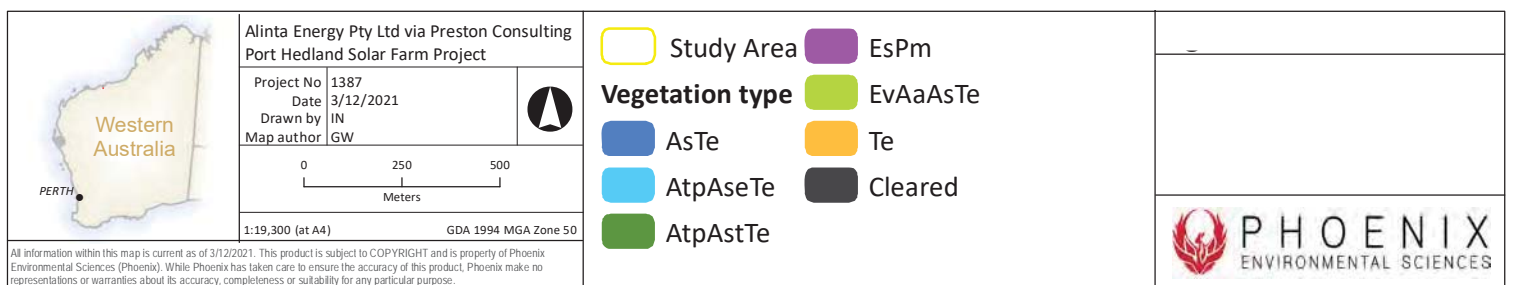 Western
Australia
PERTH
Alinta Energy Pty Ltd via Preston Consulting
Port Hedland Solar Farm Project
Project No 1387
Date 3/12/2021
Drawn by IN
Map author GW
0 250 500
Meters
1:19,300 (at A4) GDA 1994 MGA Zone 50
All information within this map is current as of 3/12/2021. This product is subject to COPYRIGHT and is property of Phoenix
Environmental Sciences (Phoenix). While Phoenix has taken care to ensure the accuracy of this product, Phoenix make no
representations or warranties about its accuracy, completeness or suitability for any particular purpose.
Study Area
Vegetation type
AsTe
AtpAseTe
AtpAstTe
EsPm
EvAaAsTe
Te
Cleared
PHOENIX
ENVIRONMENTAL SCIENCES